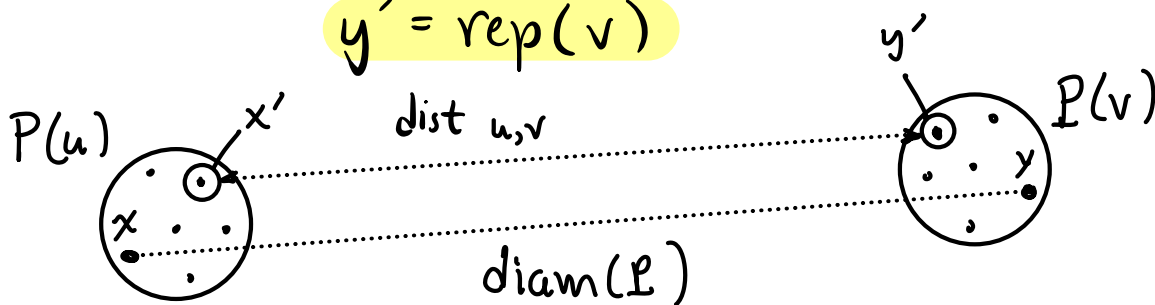 y′ = rep(v)
y′
P(u)
x′
dist u,v
P(v)
x
y
diam(P)